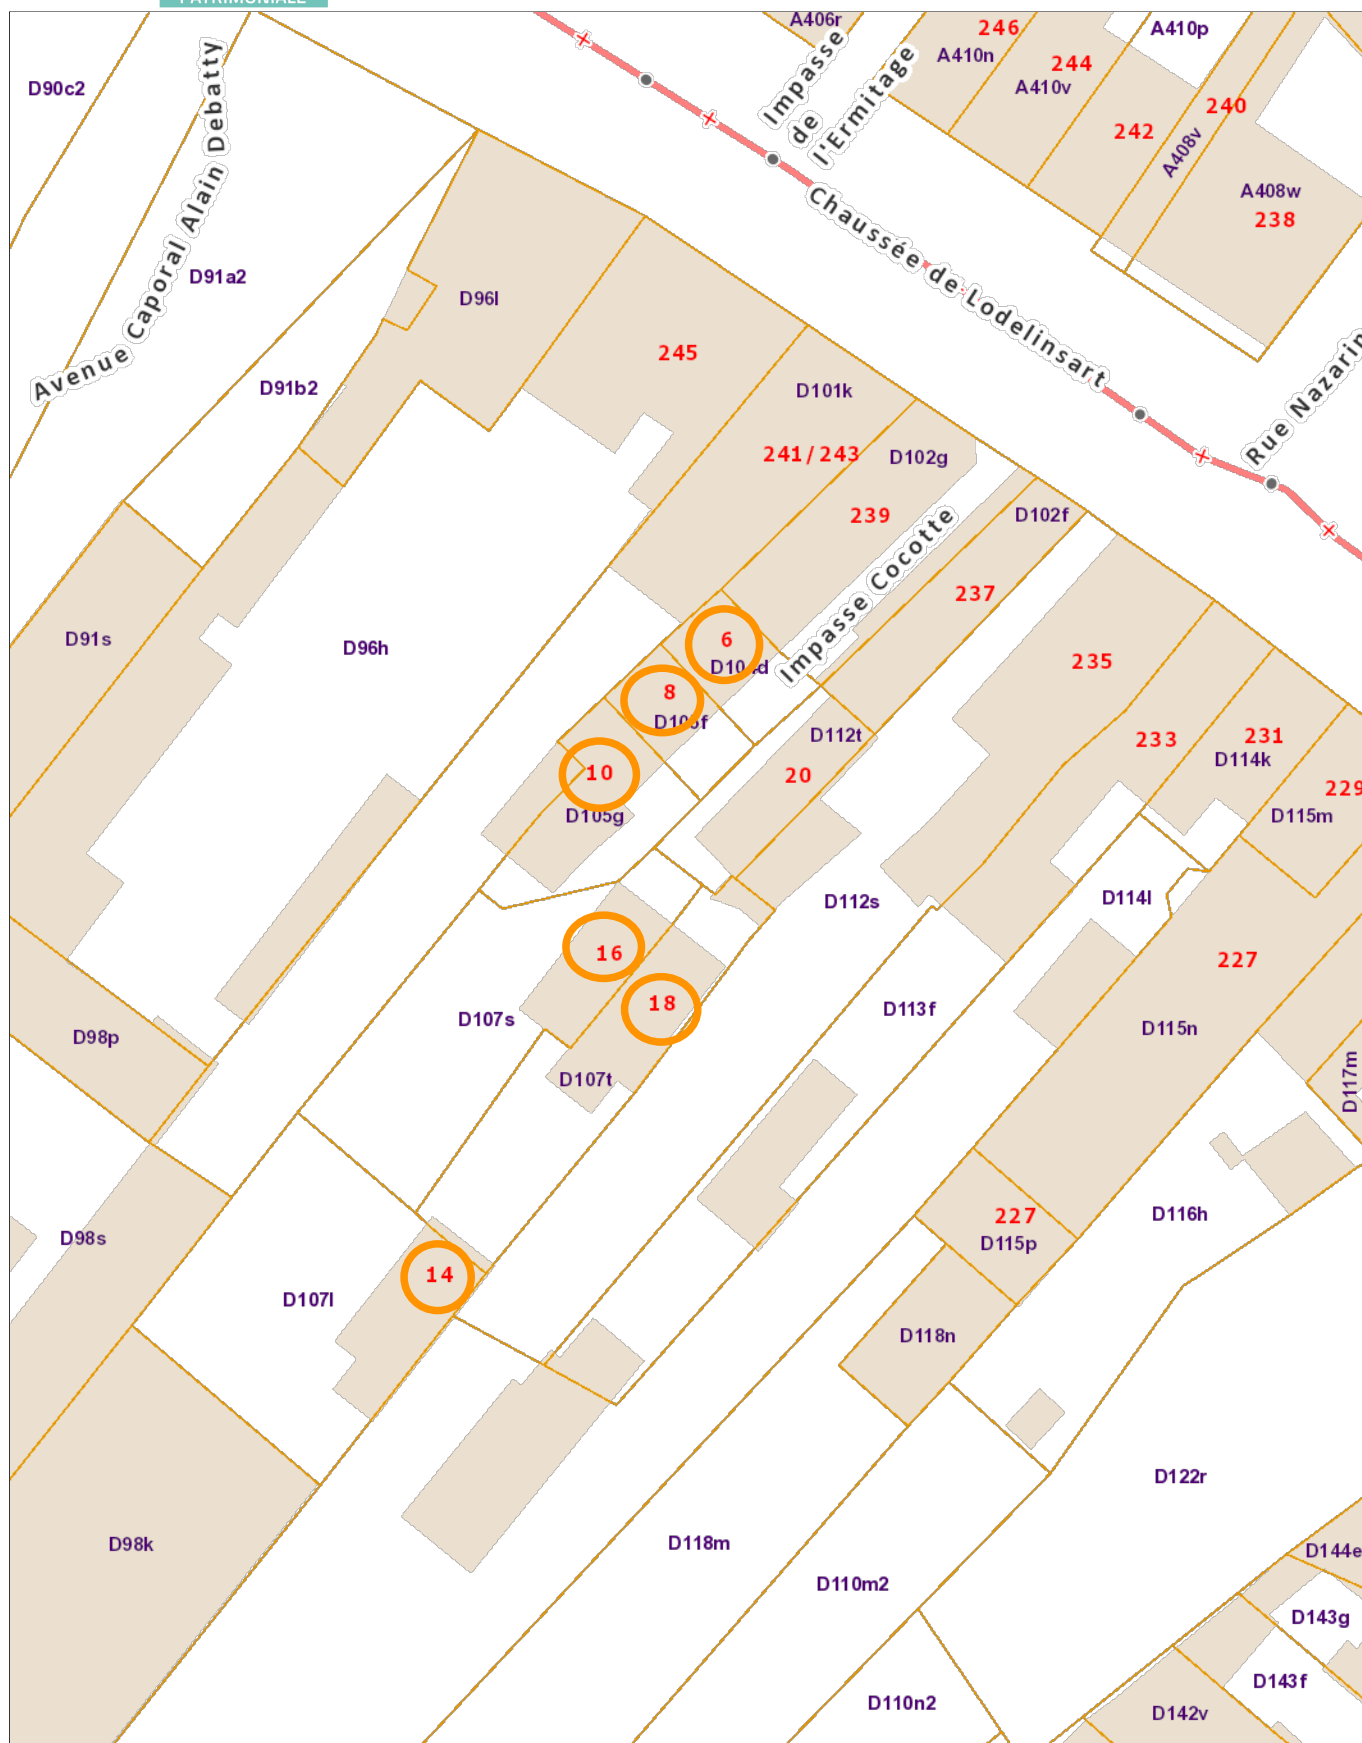 PATRIMONIALE
A406r
246
A410p
Impasse
de
l'Ermitage
A410n
244
A410v
D90c2
Avenue Caporal Alain Debatty
242
240
A408v
A408w
238
Chaussée de Lodelinsart
D91a2
D96l
245
Rue Nazarin
D91b2
D101k
241/243
D102g
239
D102f
Impasse Cocotte
237
D91s
D96h
6
D104d
235
8
D105f
D112t
20
233
231
D114k
229
D115m
10
D105g
D112s
D114l
16
227
18
D107s
D113f
D115n
D98p
D107t
D117m
D98s
227
D115p
D116h
14
D107l
D118n
D122r
D98k
D118m
D144e
D110m2
D143g
D143f
D110n2
D142v